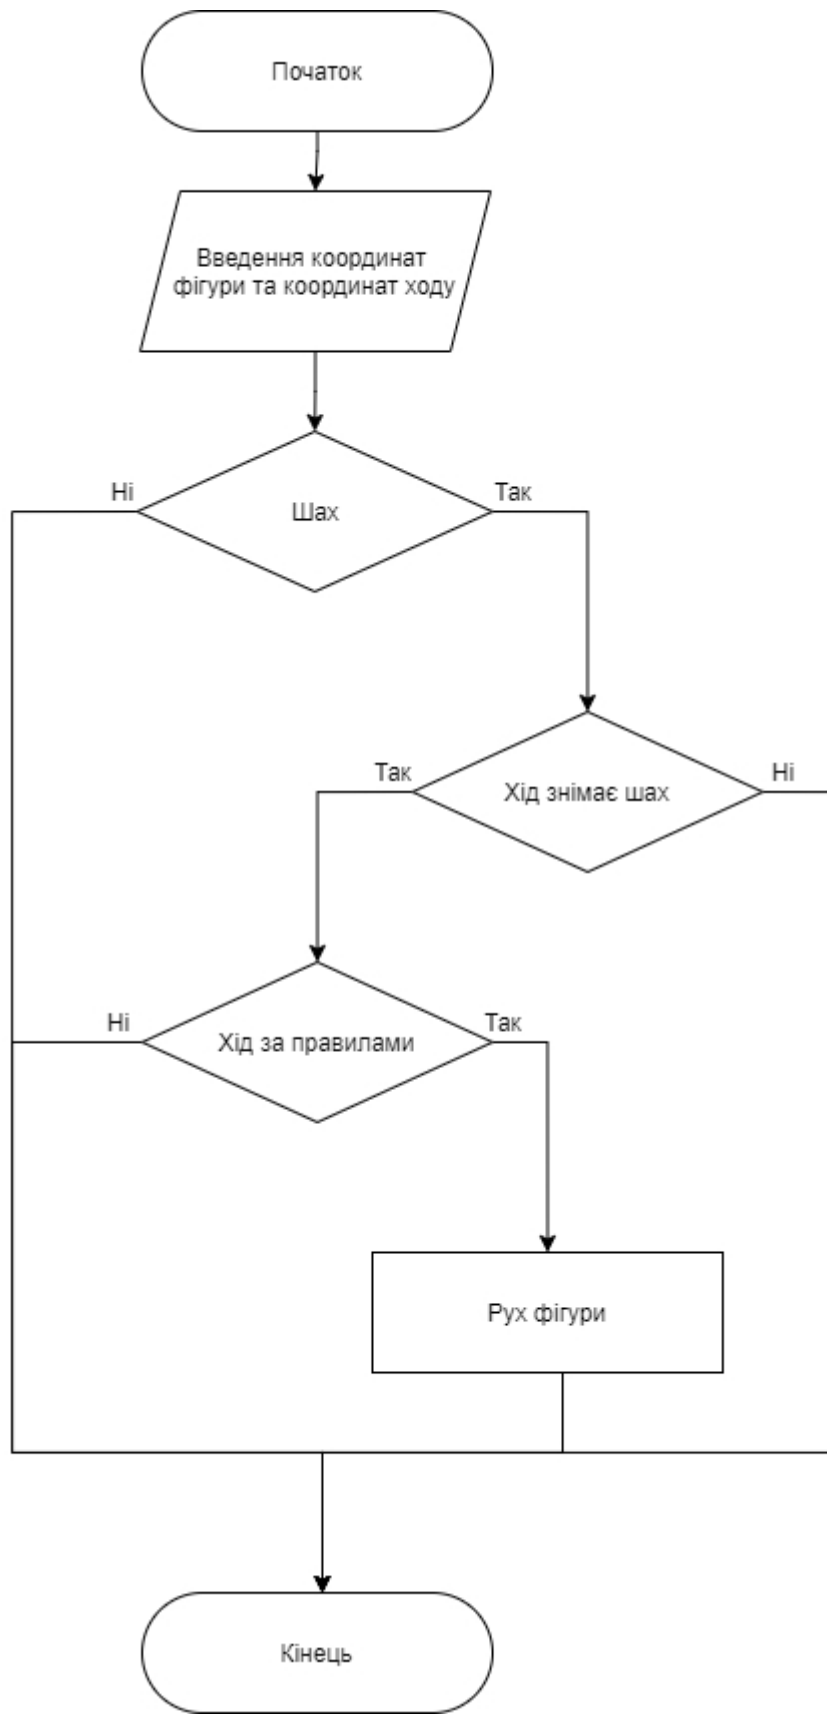 Початок
Введення координат
фігури та координат ходу
Ні
Так
Шах
Так
Ні
Хід знімає шах
Ні
Так
Хід за правилами
Рух фігури
Кінець